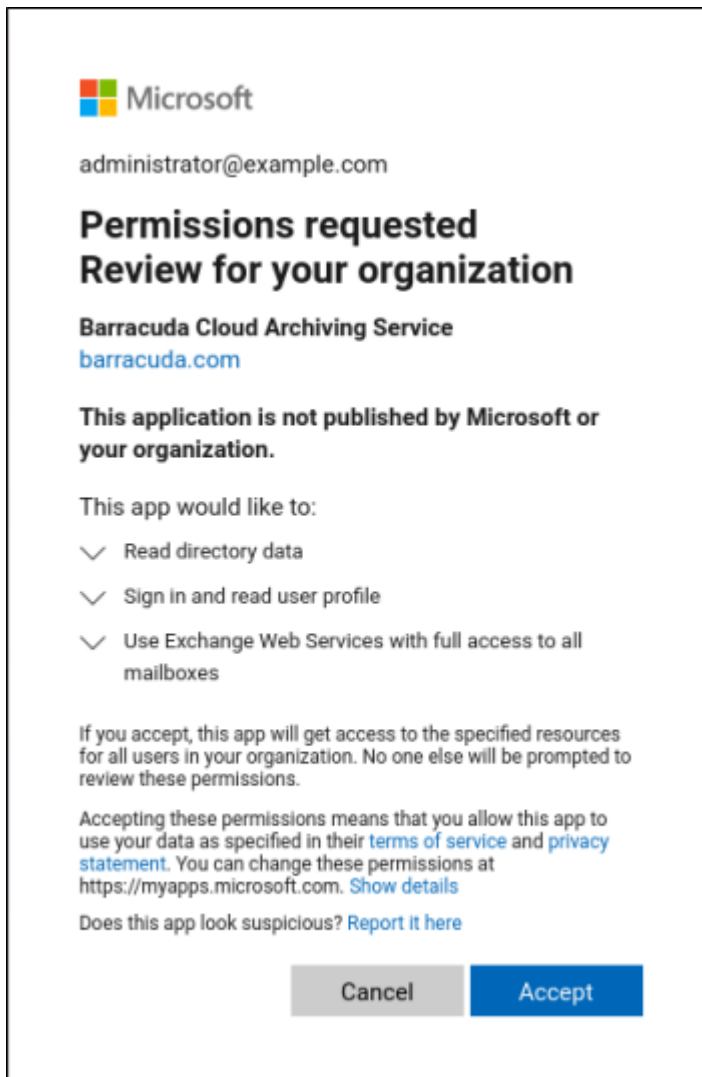 Microsoft
administrator@example.com
Permissions requested
Review for your organization
Barracuda Cloud Archiving Service
barracuda.com
This application is not published by Microsoft or
your organization.
This app would like to:
Read directory data
Sign in and read user profile
Use Exchange Web Services with full access to all
mailboxes
If you accept, this app will get access to the specified resources
for all users in your organization. No one else will be prompted to
review these permissions.
Accepting these permissions means that you allow this app to
use your data as specified in their terms of service and privacy
statement. You can change these permissions at
https://myapps.microsoft.com. Show details
Does this app look suspicious? Report it here
Cancel Accept